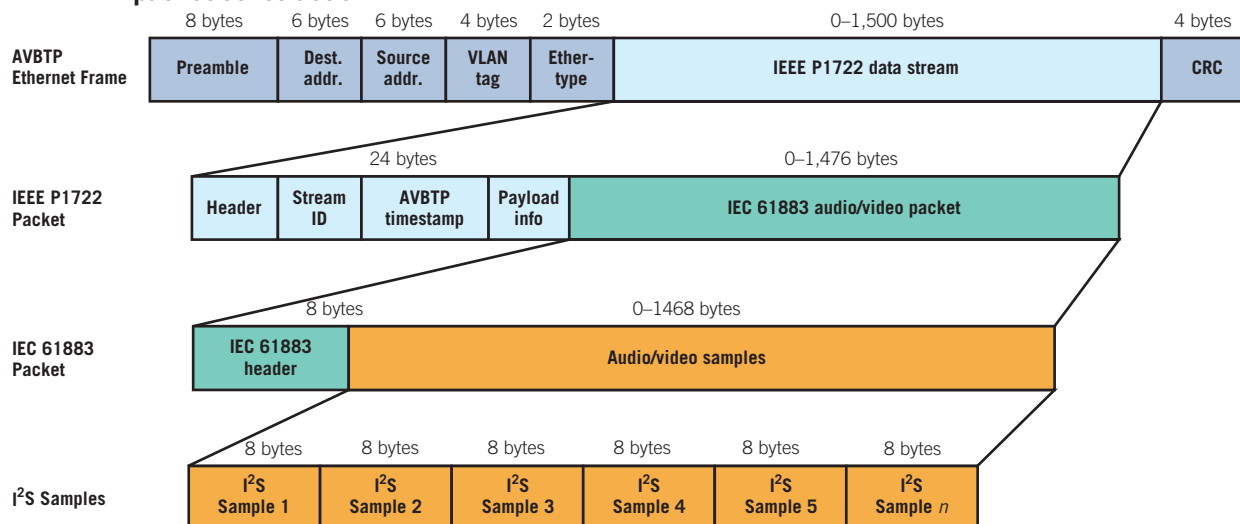 8 bytes 6 bytes 6 bytes 4 bytes 2 bytes 0–1,500 bytes 4 bytes
AVBTP
Ethernet Frame
Preamble
Dest.
addr.
Source
addr.
VLAN
tag
Ether-
type
IEEE P1722 data stream
CRC
24 bytes 0–1,476 bytes
IEEE P1722
Packet
Header
Stream
ID
AVBTP
timestamp
Payload
info
IEC 61883 audio/video packet
8 bytes 0–1468 bytes
IEC 61883
Packet
IEC 61883
header
Audio/video samples
8 bytes 8 bytes 8 bytes 8 bytes 8 bytes 8 bytes
I²S Samples
I²S
Sample 1
I²S
Sample 2
I²S
Sample 3
I²S
Sample 4
I²S
Sample 5
I²S
Sample n